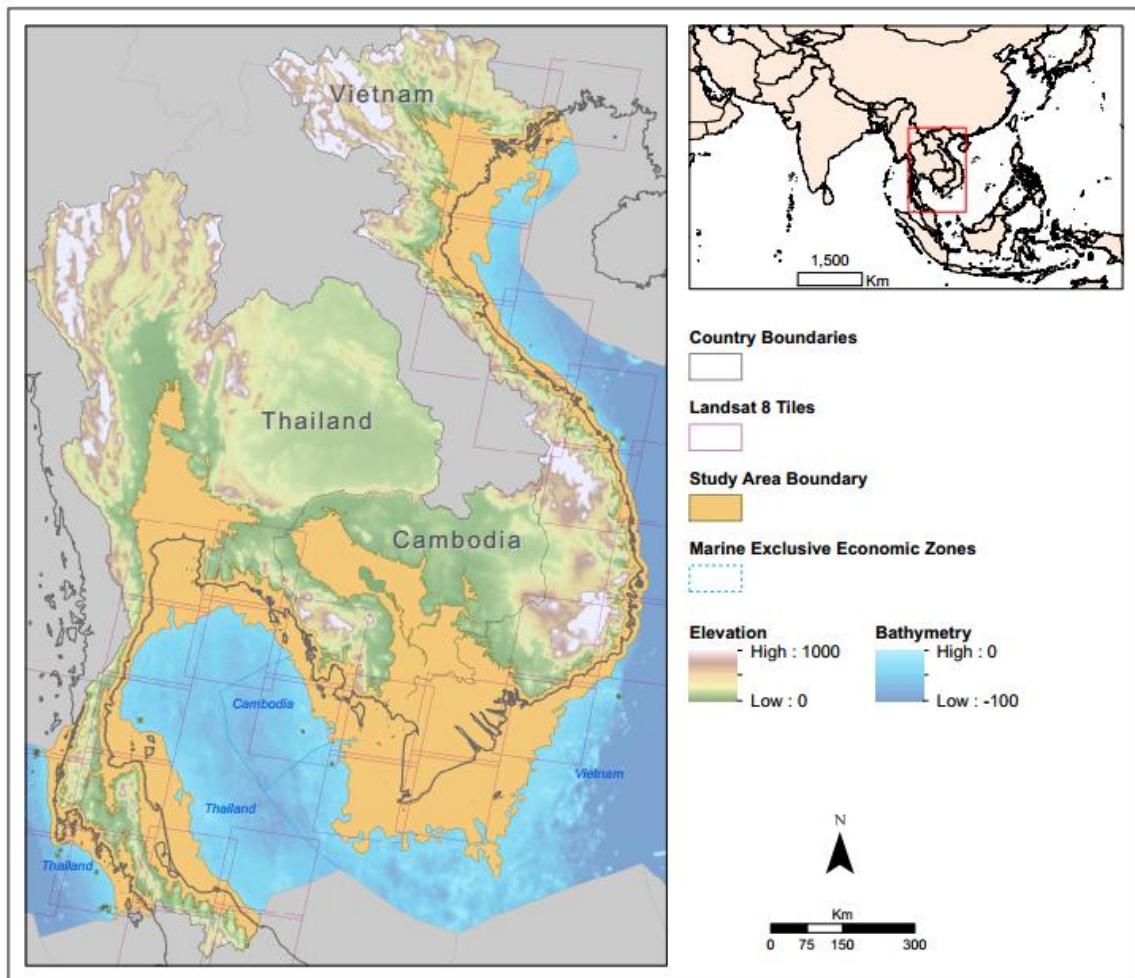 Vietnam
Thailand
Cambodia
Cambodia
Thailand
Vietnam
Thailand
1,500
Km
Country Boundaries
Landsat 8 Tiles
Study Area Boundary
Marine Exclusive Economic Zones
Elevation
High : 1000
Low : 0
Bathymetry
High : 0
Low : -100
N
Km
0 75 150 300